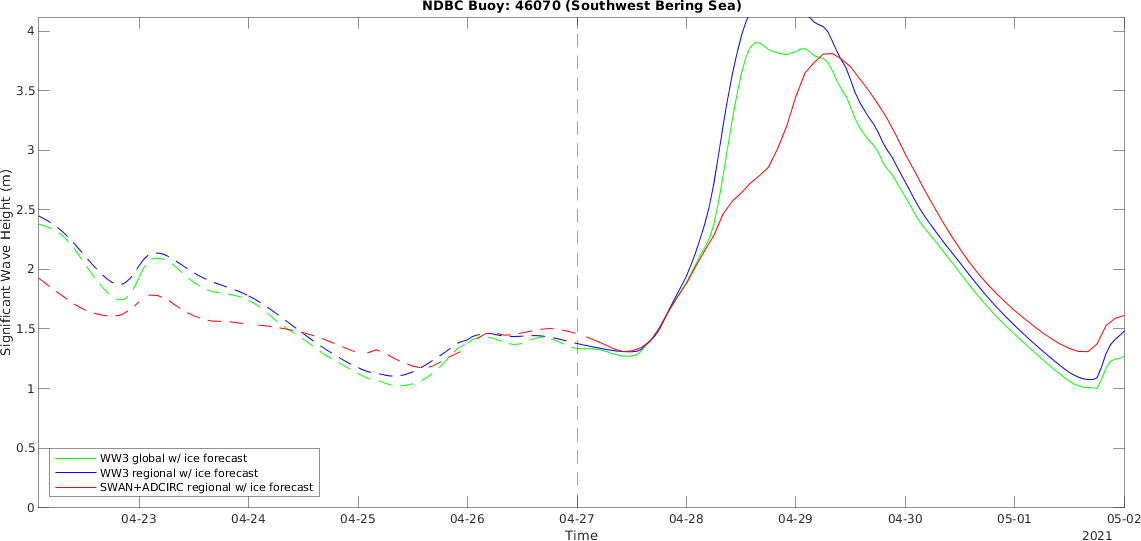 NDBC Buoy: 46070 (Southwest Bering Sea)
Significant Wave Height (m)
4
3.5
3
2.5
2
1.5
1
0.5
0
WW3 global w/ ice forecast
WW3 regional w/ ice forecast
SWAN+ADCIRC regional w/ ice forecast
04-23 04-24 04-25 04-26 04-27 04-28 04-29 04-30 05-01 05-02
Time
2021